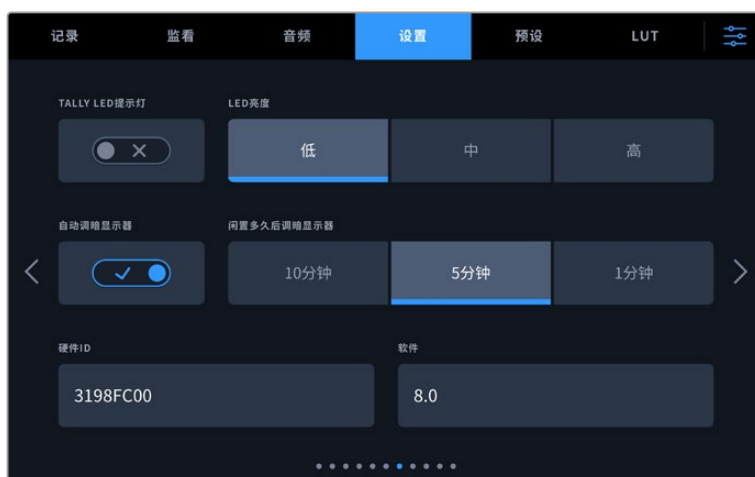 记录 监看 音频 设置 预设 LUT
TALLY LED提示灯 LED亮度
低 中 高
自动调暗显示器 闲置多久后调暗显示器
10分钟 5分钟 1分钟
硬件ID 软件
3198FC00 8.0